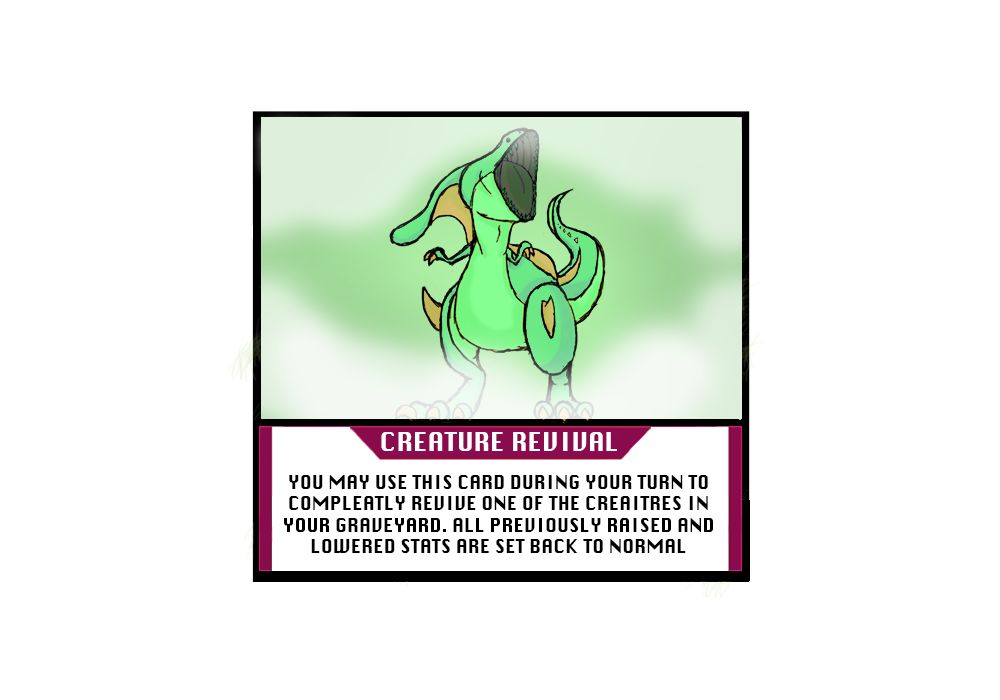 CREATURE REVIVAL
YOU MAY USE THIS CARD DURING YOUR TURN TO
COMPLEATLY REVIVE ONE OF THE CREAITRES IN
YOUR GRAVEYARD. ALL PREVIOUSLY RAISED AND
LOWERED STATS ARE SET BACK TO NORMAL